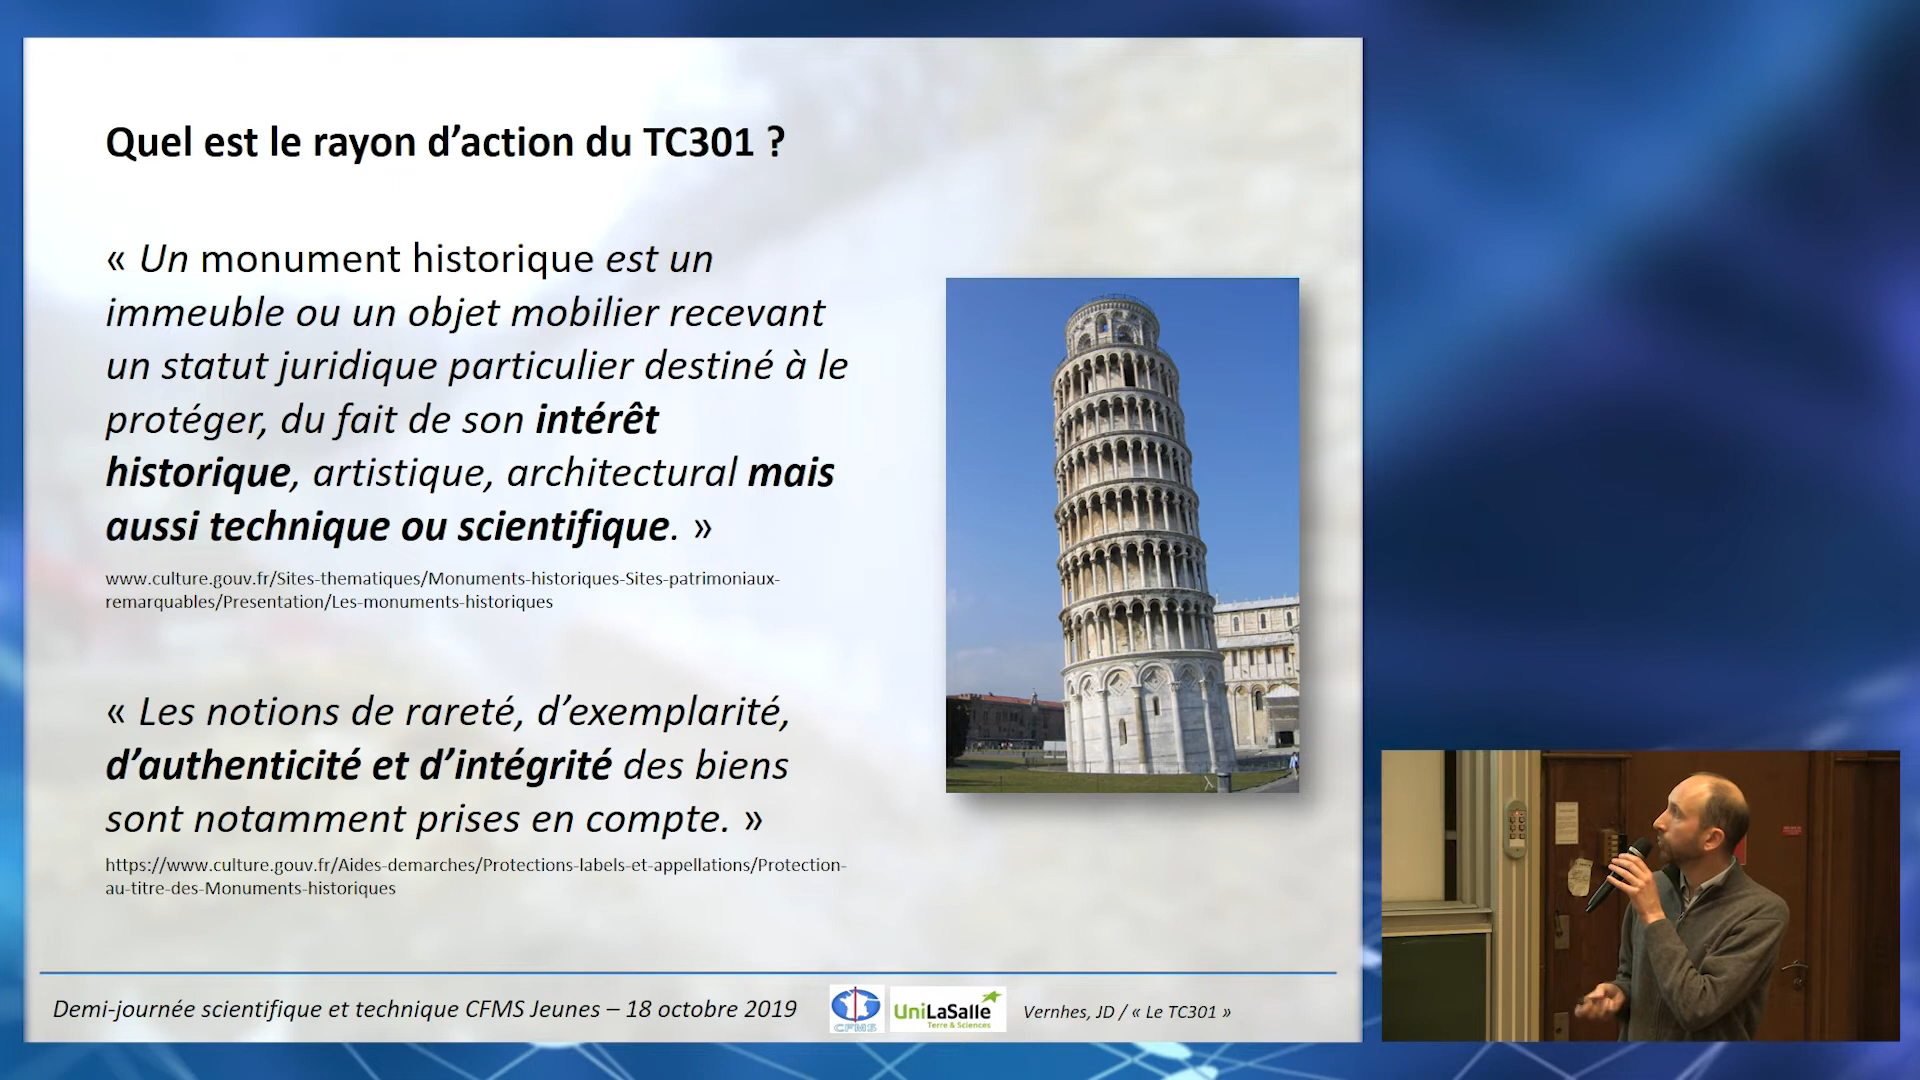 Quel est le rayon d’action du TC301 ?
« Un monument historique est un
immeuble ou un objet mobilier recevant
un statut juridique particulier destiné à le
protéger, du fait de son intérêt
historique, artistique, architectural mais
aussi technique ou scientifique. »
www.culture.gouv.fr/Sites-thematiques/Monuments-historiques-Sites-patrimoniaux-
remarquables/Presentation/Les-monuments-historiques
« Les notions de rareté, d’exemplarité,
d’authenticité et d’intégrité des biens
sont notamment prises en compte. »
https://www.culture.gouv.fr/Aides-demarches/Protections-labels-et-appellations/Protection-
au-titre-des-Monuments-historiques
Demi-journée scientifique et technique CFMS Jeunes – 18 octobre 2019
CFMS
UniLaSalle
Terre & Sciences
Vernhes, JD / « Le TC301 »